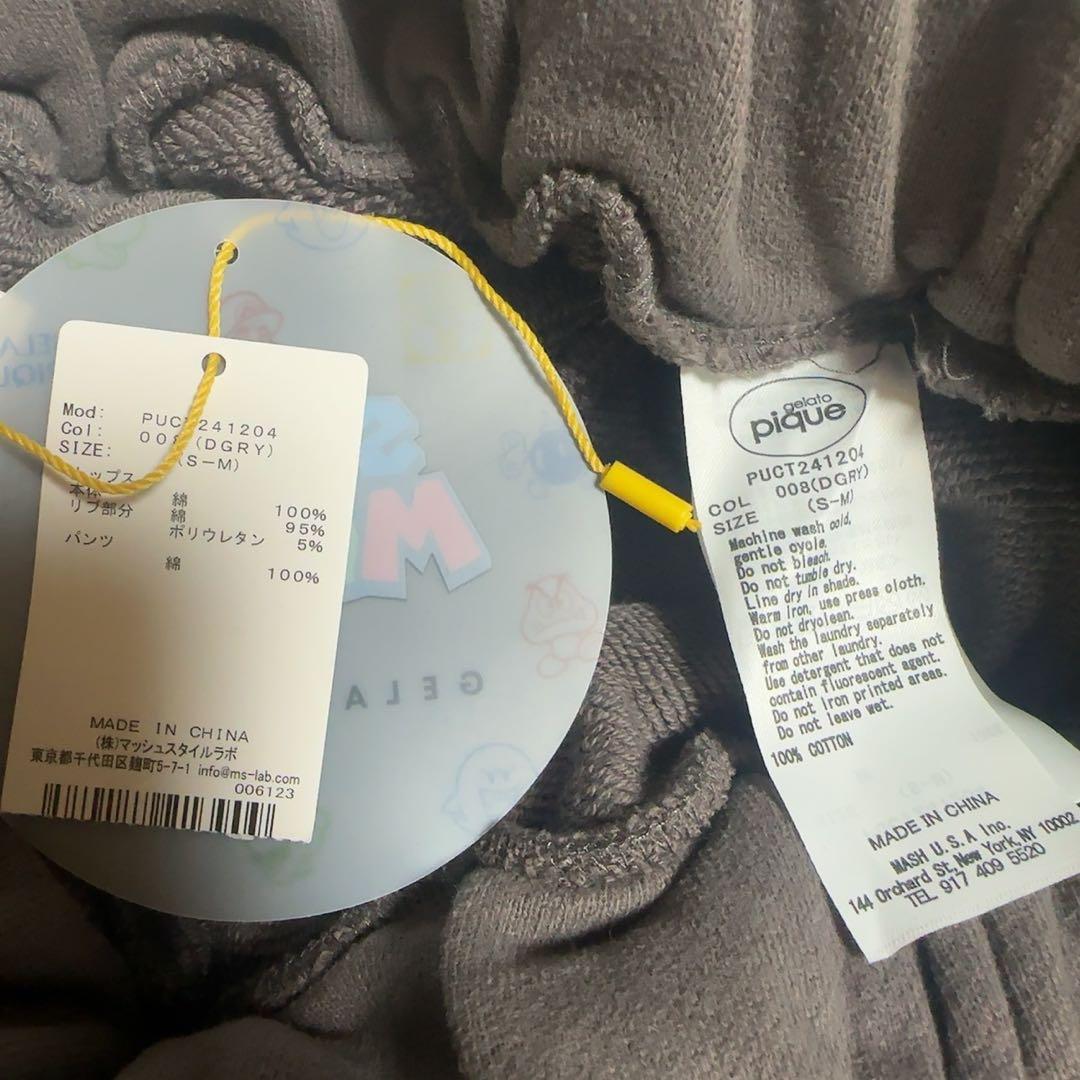 Mod: PUCT241204
Col: 008(DGRY)
SIZE: (S-M)
トップス
本体 綿 100%
リブ部分 綿 95%
ポリウレタン 5%
パンツ
綿 100%
MADE IN CHINA
(株)マッシュスタイルラボ
東京都千代田区麹町5-7-1 info@ms-lab.com
006123
GELA
gelato
pique
PUCT241204
COL 008(DGRY)
SIZE (S-M)
Machine wash cold,
gentle cycle.
Do not bleach.
Do not tumble dry.
Line dry in shade.
Warm iron, use press cloth.
Do not dryclean.
Wash the laundry separately
from other laundry.
Use detergent that does not
contain fluorescent agent.
Do not iron printed areas.
Do not leave wet.
100% COTTON
MADE IN CHINA
MASH U.S.A Inc.
144 Orchard St, New York, NY 10002
TEL 917 409 5520